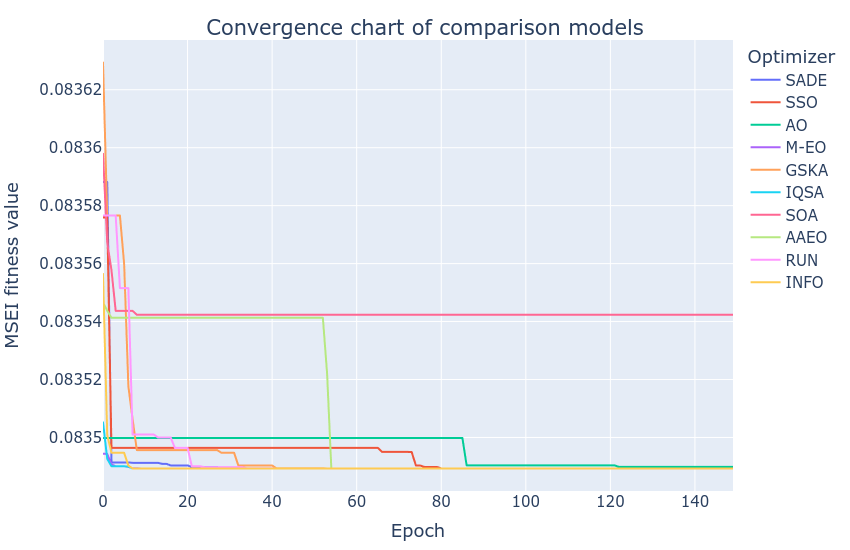 Convergence chart of comparison models
MSEI fitness value
0.08362
0.0836
0.08358
0.08356
0.08354
0.08352
0.0835
0 20 40 60 80 100 120 140
Epoch
Optimizer
SADE
SSO
AO
M-EO
GSKA
IQSA
SOA
AAEO
RUN
INFO